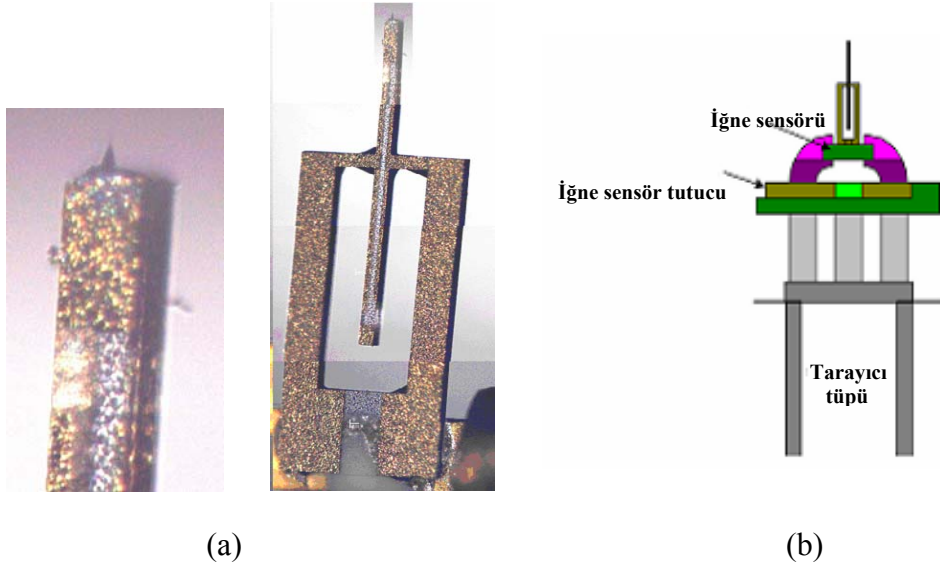 İğne sensörü
İğne sensör tutucu
Tarayıcı
tüpü
(a)
(b)